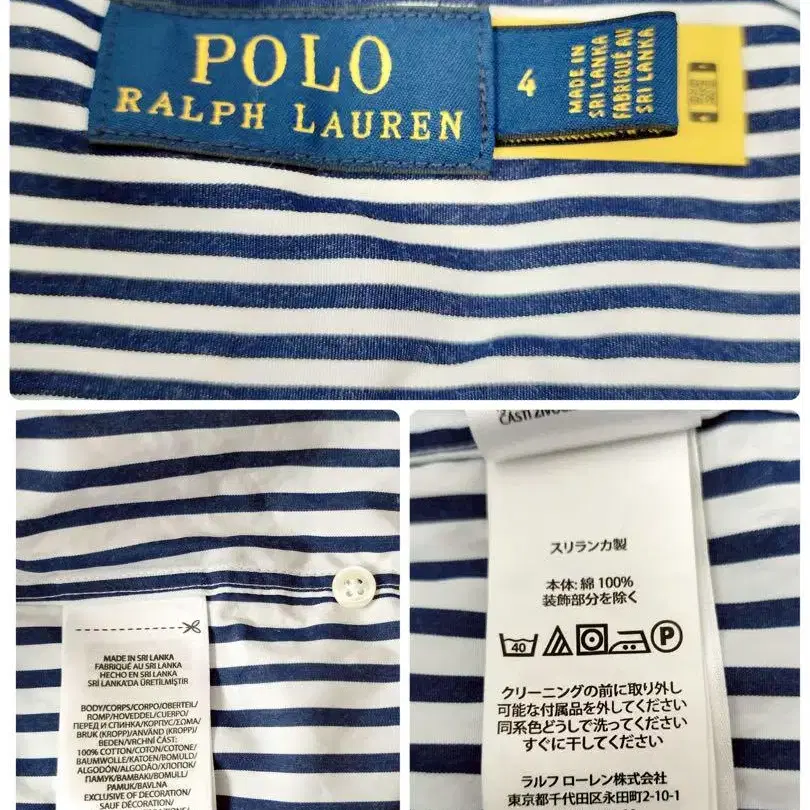 POLO
RALPH LAUREN
4
MADE IN
SRI LANKA
FABRIQUÉ AU
SRI LANKA
MADE IN SRI LANKA
FABRIQUÉ AU SRI LANKA
HECHO EN SRI LANKA
SRİ LANKA'DA ÜRETİLMİŞTİR
BODY/CORPS/CORPO/OBERTEIL/
ROMP/HOVEDDEL/CUERPO/
ПЕРЕД И СПИНКА/КОРПУС/ΣΩΜΑ/
BRUK (KROPP)/ANVÄND (KROPP)/
BEDEN/VRCHNÍ ČÁST:
100% COTTON/COTON/COTONE/
BAUMWOLLE/KATOEN/BOMULD/
ALGODÓN/ALGODÃO/ХЛОПОК/
ПАМУК/ΒΑΜΒΑΚΙ/BOMULL/
PAMUK/BAVLNA
EXCLUSIVE OF DECORATION/
SAUF DÉCORATION/
スリランカ製
本体: 綿 100%
装飾部分を除く
40
P
クリーニングの前に取り外し
可能な付属品を外してください
同系色どうしで洗ってください
すぐに干してください
ラルフ ローレン株式会社
東京都千代田区永田町2-10-1